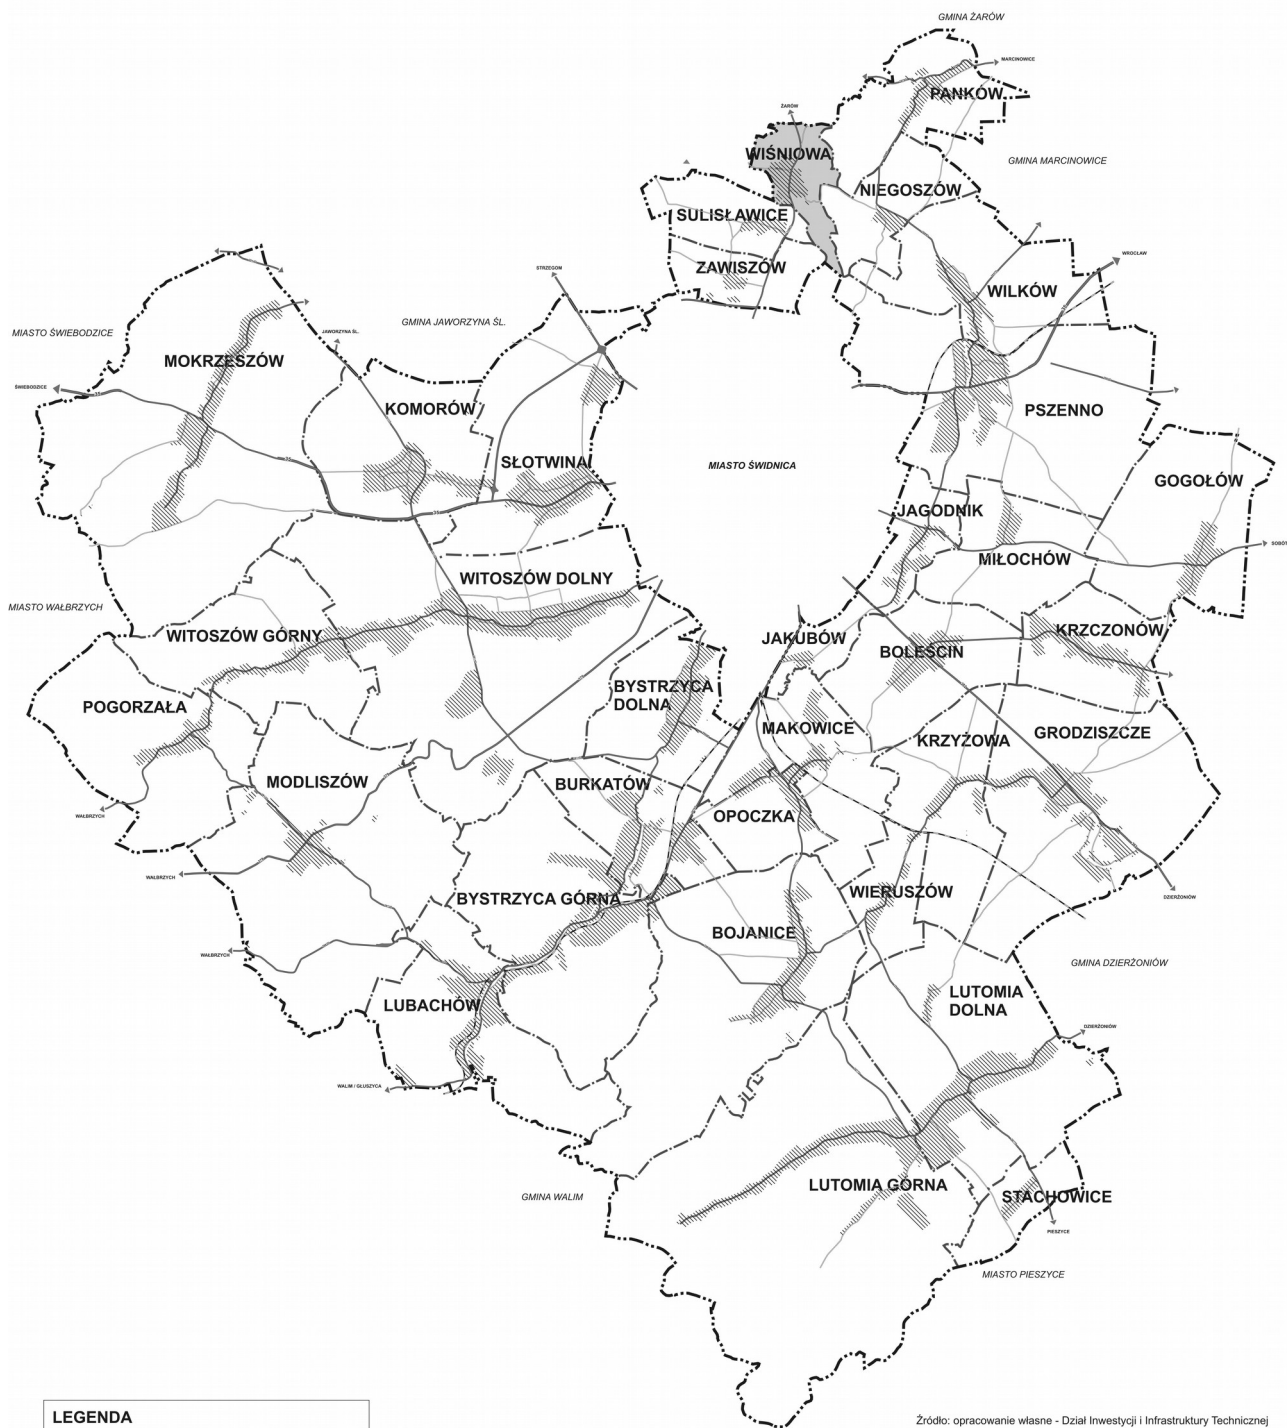 GMINA ŻARÓW
MARCINOWICE
PANKÓW
ŻARÓW
WIŚNIOWA
GMINA MARCINOWICE
NIEGOSZÓW
SULISŁAWICE
WROCŁAW
ZAWISZÓW
STRZEGOM
WILKÓW
GMINA JAWORZYNA ŚL.
MIASTO ŚWIEBODZICE
JAWORZYNA ŚL.
MOKRZESZÓW
ŚWIEBODZICE
KOMORÓW
PSZENNO
SŁOTWINA
MIASTO ŚWIDNICA
GOGOŁÓW
JAGODNIK
MIŁOCHÓW
WITOSZÓW DOLNY
MIASTO WAŁBRZYCH
WITOSZÓW GÓRNY
JAKUBÓW
BOLEŚCIN
KRZCZONÓW
BYSTRZYCA
DOLNA
POGORZAŁA
MAKOWICE
KRZYŻOWA
GRODZISZCZE
MODLISZÓW
BURKATÓW
WAŁBRZYCH
OPOCZKA
WAŁBRZYCH
BYSTRZYCA GÓRNA
WIERUSZÓW
DZIERŻONIÓW
BOJANICE
WAŁBRZYCH
GMINA DZIERŻONIÓW
LUBACHÓW
LUTOMIA
DOLNA
DZIERŻONIÓW
WALIM / GŁUSZYCA
LUTOMIA GÓRNA
GMINA WALIM
STACHOWICE
PIESZYCE
MIASTO PIESZYCE
LEGENDA
Źródło: opracowanie własne - Dział Inwestycji i Infrastruktury Technicznej